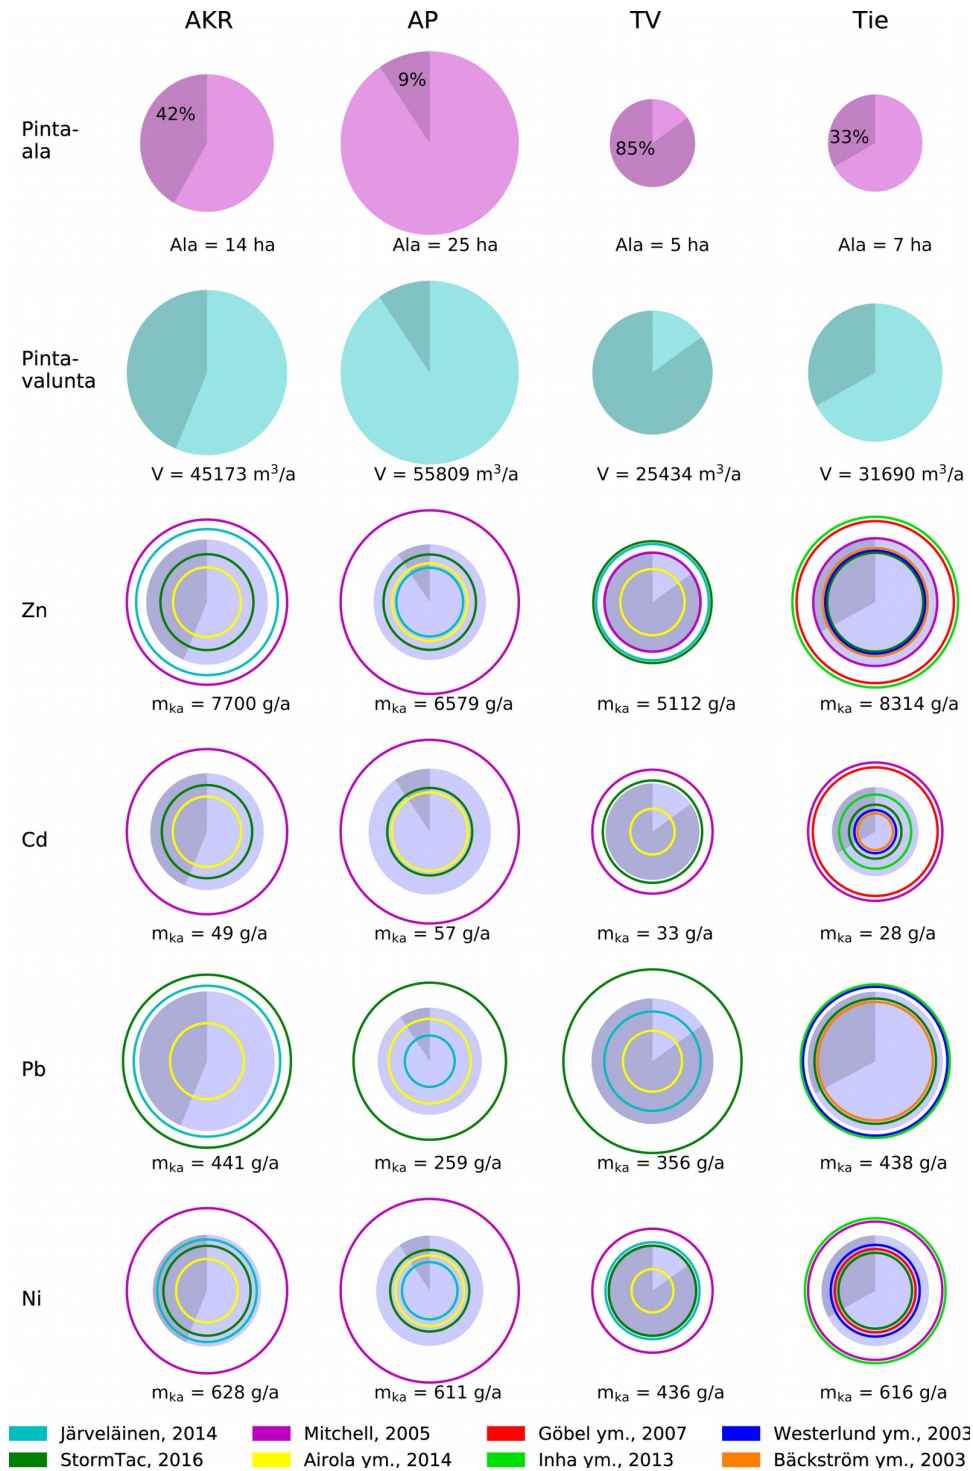 AKR AP TV Tie
Pinta-
ala
42% 9% 85% 33%
Ala = 14 ha Ala = 25 ha Ala = 5 ha Ala = 7 ha
Pinta-
valunta
V = 45173 m³/a V = 55809 m³/a V = 25434 m³/a V = 31690 m³/a
Zn
mka = 7700 g/a mka = 6579 g/a mka = 5112 g/a mka = 8314 g/a
Cd
mka = 49 g/a mka = 57 g/a mka = 33 g/a mka = 28 g/a
Pb
mka = 441 g/a mka = 259 g/a mka = 356 g/a mka = 438 g/a
Ni
mka = 628 g/a mka = 611 g/a mka = 436 g/a mka = 616 g/a
Järveläinen, 2014 Mitchell, 2005 Göbel ym., 2007 Westerlund ym., 2003
StormTac, 2016 Airola ym., 2014 Inha ym., 2013 Bäckström ym., 2003